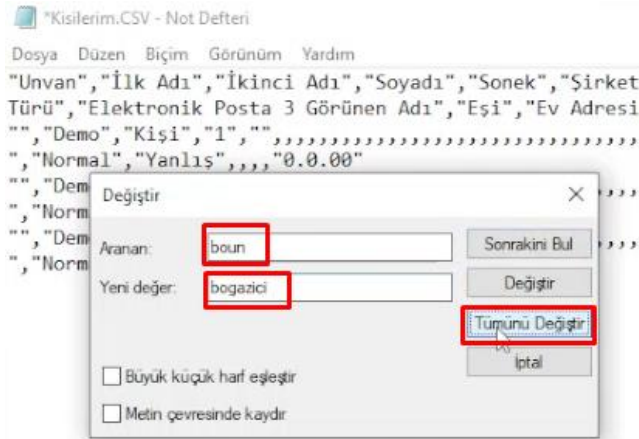 *Kisilerim.CSV - Not Defteri
Dosya Düzen Biçim Görünüm Yardım
"Unvan","İlk Adı","İkinci Adı","Soyadı","Sonek","Şirket
Türü","Elektronik Posta 3 Görünen Adı","Eşi","Ev Adresi
"","Demo","Kişi","1","",,,,,,,,,,,,,,,,,,,,,,,,,,,,,,,,,
","Normal","Yanlış",,,,"0.0.00"
"","Dem
","Norm
"","Dem
","Norm
Değiştir
Aranan: boun Sonrakini Bul
Yeni değer: bogazici Değiştir
Tümünü Değiştir
İptal
Büyük küçük harf eşleştir
Metin çevresinde kaydır